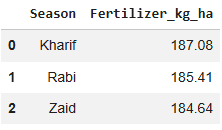 Season Fertilizer_kg_ha
0 Kharif 187.08
1 Rabi 185.41
2 Zaid 184.64